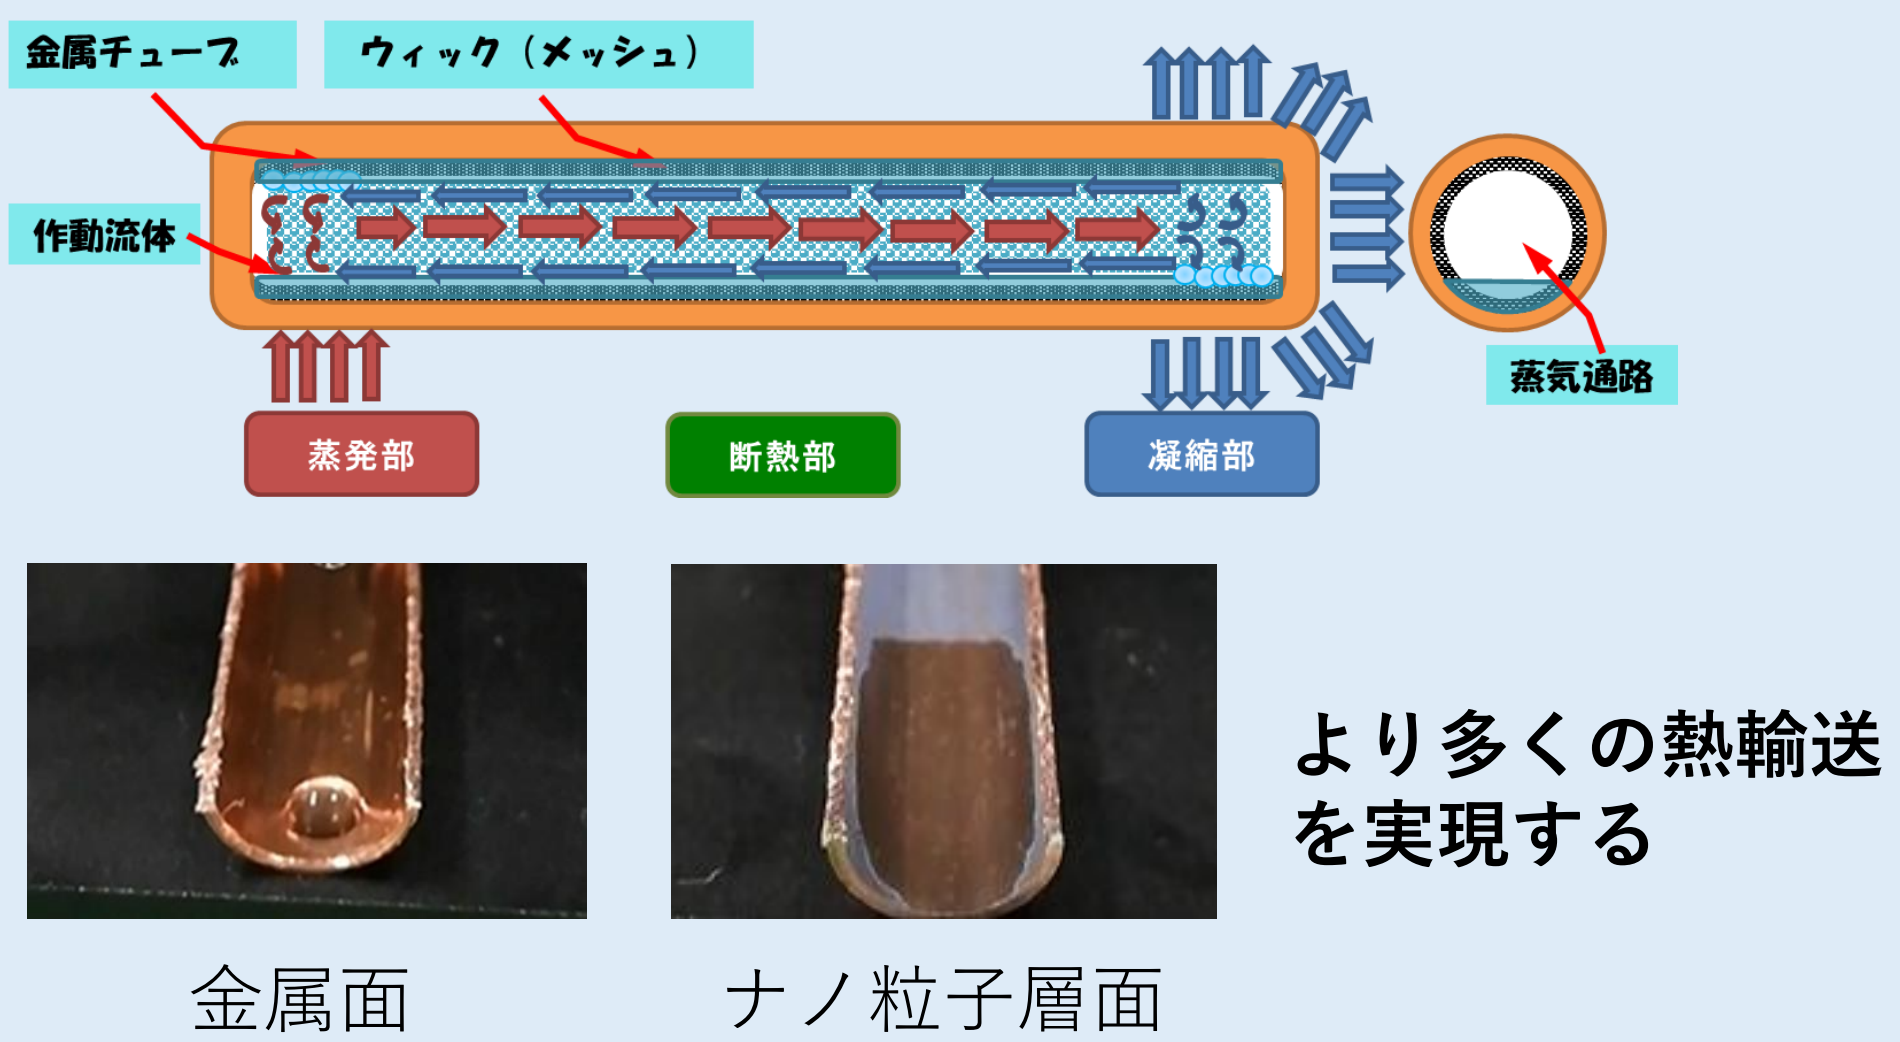 金属チューブ
ウィック（メッシュ）
作動流体
蒸気通路
蒸発部
断熱部
凝縮部
より多くの熱輸送
を実現する
金属面
ナノ粒子層面